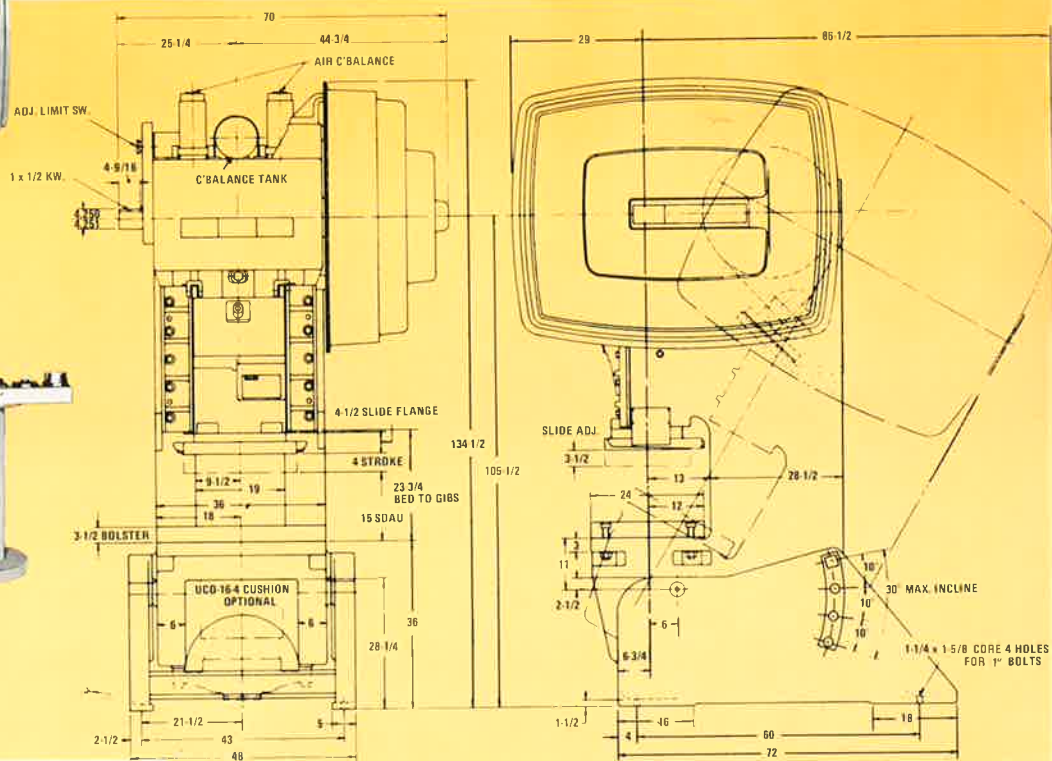 70
25-1/4
44-3/4
AIR C'BALANCE
ADJ. LIMIT SW.
4-9/16
1 x 1/2 KW.
C'BALANCE TANK
4.250
4.251
4-1/2 SLIDE FLANGE
134 1/2
105-1/2
4 STROKE
9-1/2
19
23 3/4
BED TO GIBS
36
18
15 SDAU
3-1/2 BOLSTER
UCO-16-4 CUSHION
OPTIONAL
6
6
36
28-1/4
21-1/2
5
2-1/2
43
48
29
86-1/2
SLIDE ADJ.
3-1/2
13
28-1/2
24
12
3
11
2-1/2
6
6-3/4
10°
30° MAX. INCLINE
10°
10°
1-1/4 x 1-5/8 CORE 4 HOLES
FOR 1" BOLTS
1-1/2
16
18
4
60
72